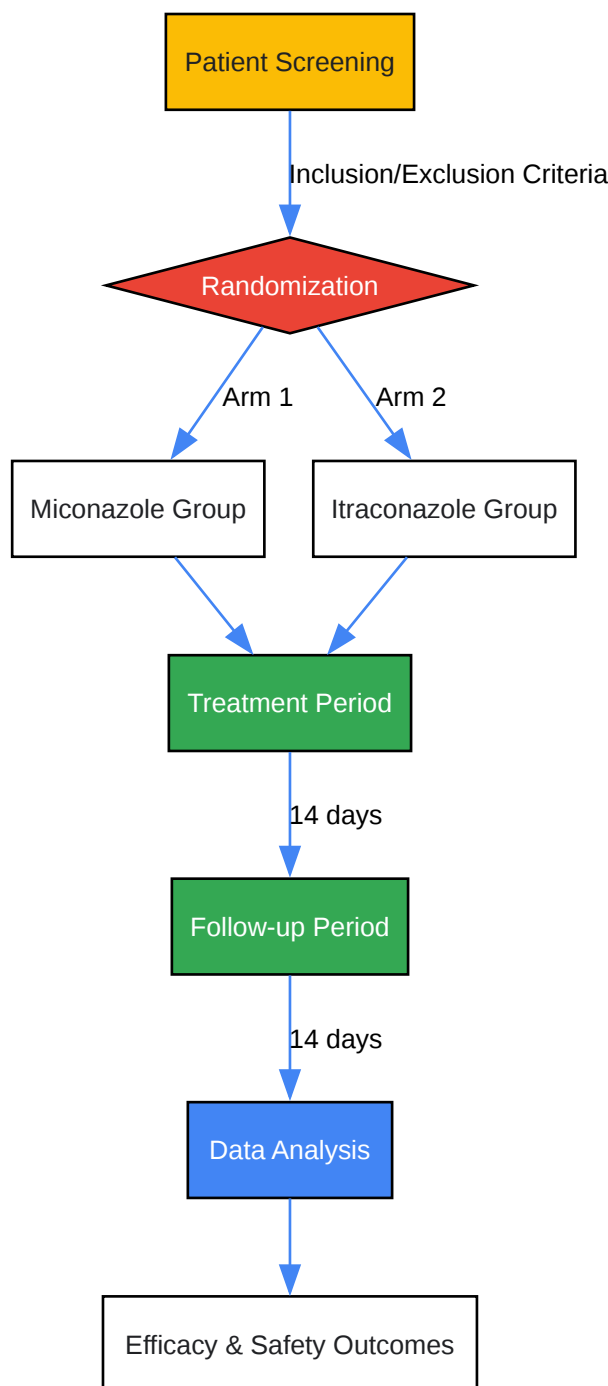 Patient Screening
Inclusion/Exclusion Criteria
Randomization
Arm 1
Arm 2
Miconazole Group
Itraconazole Group
Treatment Period
14 days
Follow-up Period
14 days
Data Analysis
Efficacy & Safety Outcomes